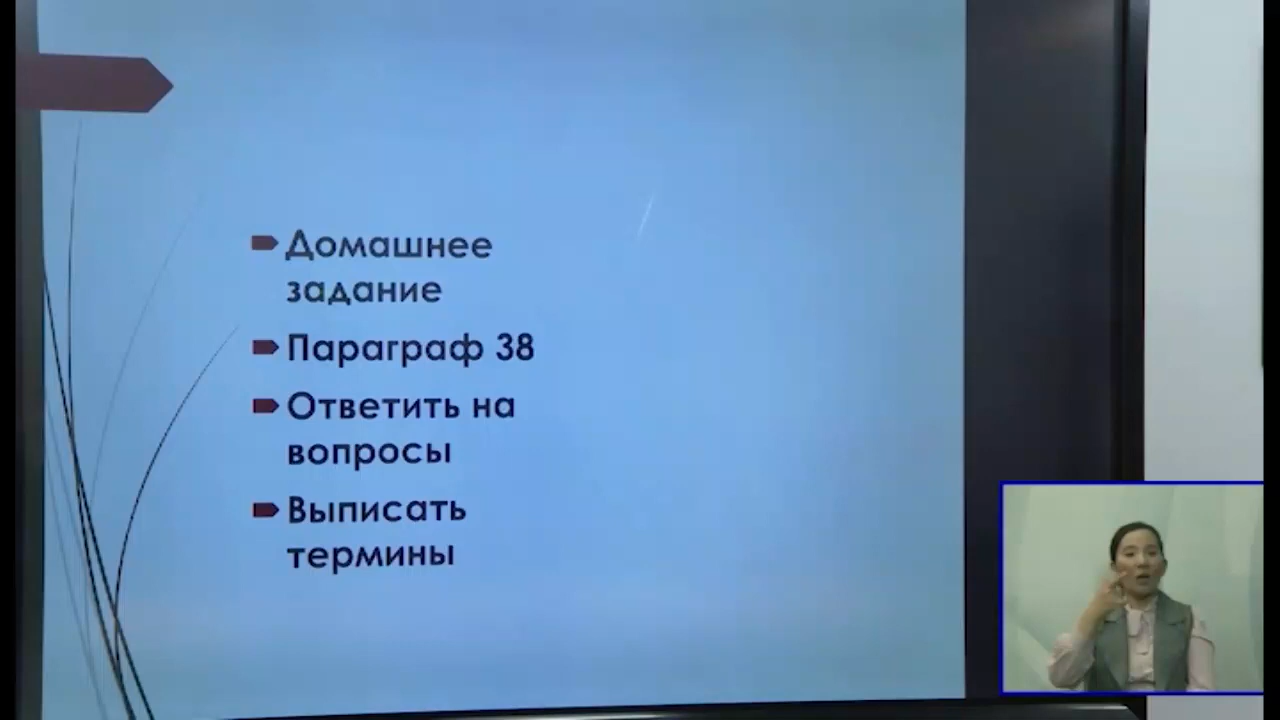 Домашнее
задание
Параграф 38
Ответить на
вопросы
Выписать
термины